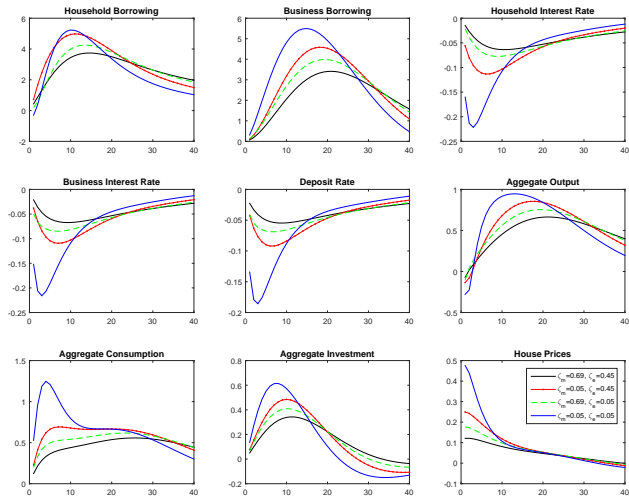 Household Borrowing
Business Borrowing
Household Interest Rate
6
4
2
0
-2
0 10 20 30 40
6
5
4
3
2
1
0
0 10 20 30 40
0
-0.05
-0.1
-0.15
-0.2
-0.25
0 10 20 30 40
Business Interest Rate
Deposit Rate
Aggegate Output
0
-0.05
-0.1
-0.15
-0.2
-0.25
0 10 20 30 40
0
-0.05
-0.1
-0.15
-0.2
0 10 20 30 40
1
0.5
0
-0.5
0 10 20 30 40
Aggregate Consumption
Aggregate Investment
House Prices
1.5
1
0.5
0
0 10 20 30 40
0.8
0.6
0.4
0.2
0
-0.2
0 10 20 30 40
0.5
0.4
0.3
0.2
0.1
0
-0.1
0 10 20 30 40
ζm=0.69, ζe=0.45
ζm=0.05, ζe=0.45
ζm=0.69, ζe=0.05
ζm=0.05, ζe=0.05